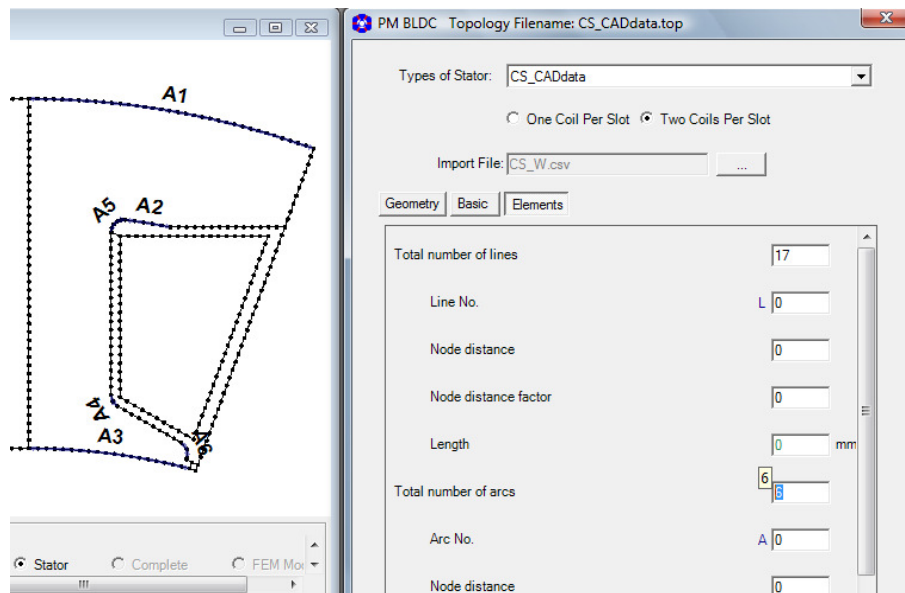 A1
A5 A2
A4
A3
A6
Stator Complete FEM Mo
PM BLDC Topology Filename: CS_CADdata.top
Types of Stator: CS_CADdata
One Coil Per Slot Two Coils Per Slot
Import File: CS_W.csv ...
Geometry Basic Elements
Total number of lines 17
Line No. L 0
Node distance 0
Node distance factor 0
Length 0 mm
6
Total number of arcs 6
Arc No. A 0
Node distance 0